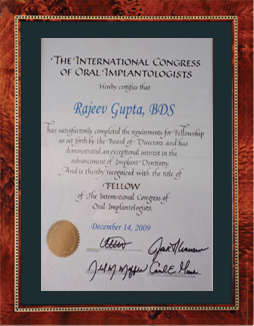 THE INTERNATIONAL CONGRESS
OF ORAL IMPLANTOLOGISTS
Hereby certifies that
Rajeev Gupta, BDS
has satisfactorily completed the requirements for Fellowship
as set forth by the Board of Directors and has
demonstrated an exceptional interest in the
advancement of Implant Dentistry.
And is thereby recognized with the title of
FELLOW
of The International Congress of
Oral Implantologists
December 14, 2009